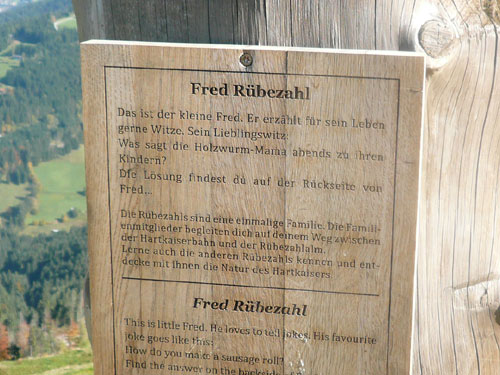 Fred Rübezahl
Das ist der kleine Fred. Er erzählt für sein Leben
gerne Witze. Sein Lieblingswitz:
Was sagt die Holzwurm-Mama abends zu ihren
Kindern?
Die Lösung findest du auf der Rückseite von
Fred...
Die Rübezahls sind eine einmalige Familie. Die Famili-
enmitglieder begleiten dich auf deinem Weg zwischen
der Hartkaiserbahn und der Rübezahlalm.
Lerne auch die anderen Rübezahls kennen und ent-
decke mit ihnen die Natur des Hartkaisers.
Fred Rübezahl
This is little Fred. He loves to tell jokes. His favourite
joke goes like this:
How do you make a sausage roll?
Find the answer on the backside